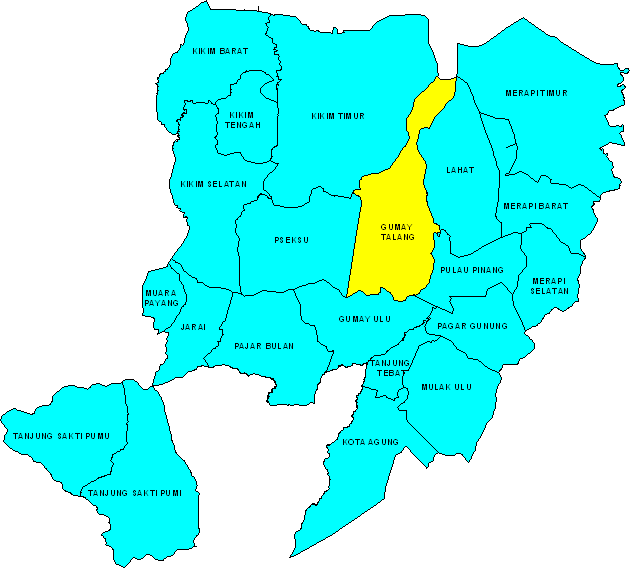 KIKIM BARAT
MERAPI TIMUR
KIKIM
TENGAH
KIKIM TIMUR
LAHAT
KIKIM SELATAN
MERAPI BARAT
GUMAY
TALANG
PSEKSU
PULAU PINANG
MERAPI
SELATAN
MUARA
PAYANG
JARAI
GUMAY ULU
PAGAR GUNUNG
PAJAR BULAN
TANJUNG
TEBAT
MULAK ULU
TANJUNG SAKTI PUMU
KOTA AGUNG
TANJUNG SAKTI PUMI